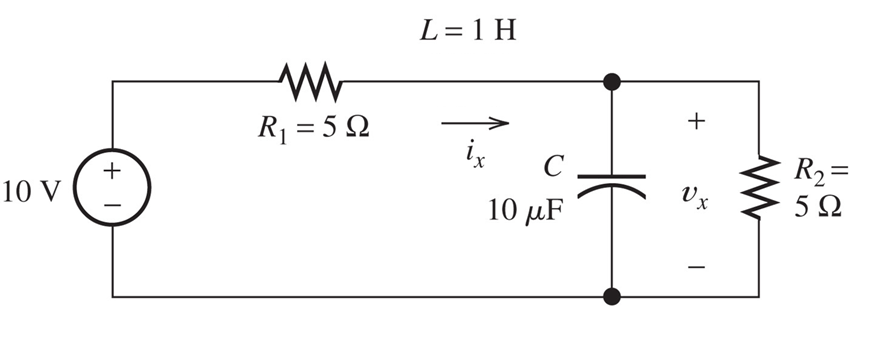 L = 1 H
R₁ = 5 Ω
iₓ
10 V
+
−
C
10 μF
+
vₓ
−
R₂ =
5 Ω